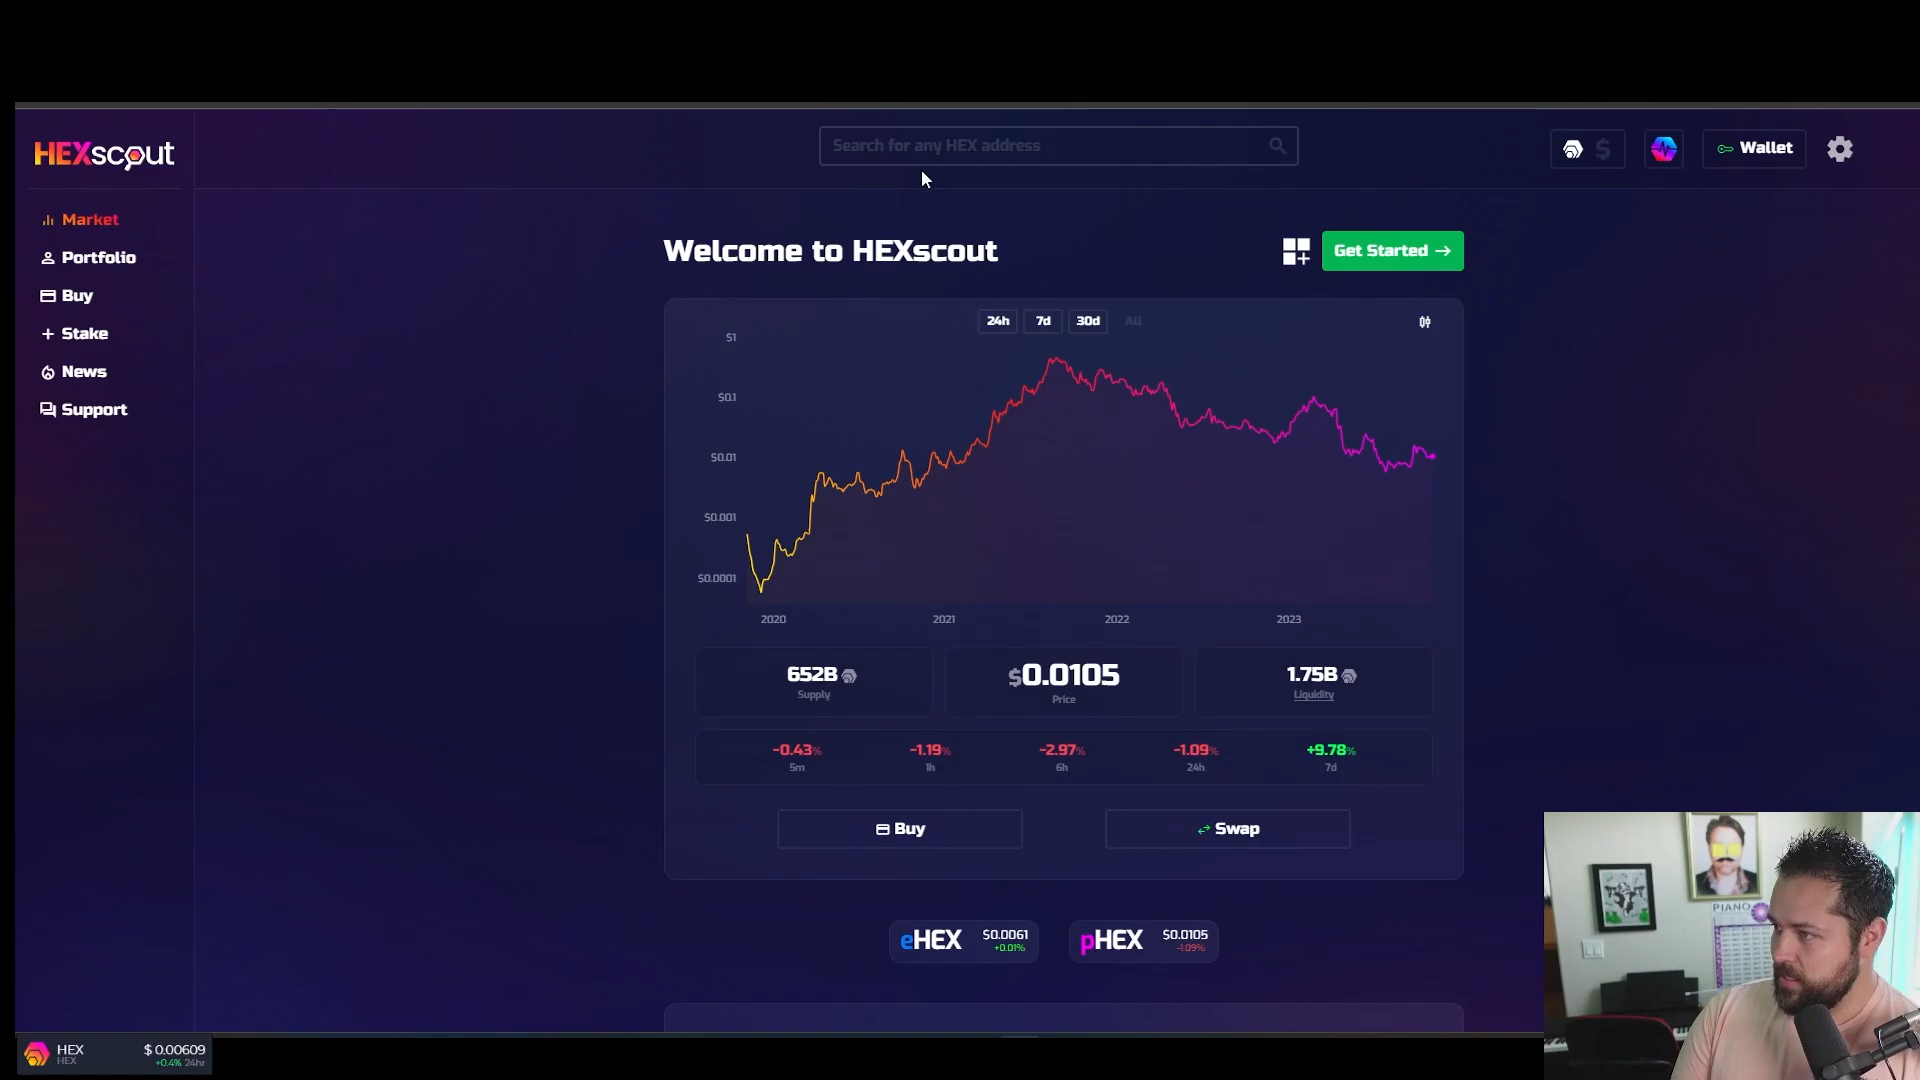 HEXscout
Search for any HEX address
$
Wallet
Market
Portfolio
Buy
Stake
News
Support
Welcome to HEXscout
Get Started →
24h 7d 30d All
$1
$0.1
$0.01
$0.001
$0.0001
2020 2021 2022 2023
652B
Supply
$0.0105
Price
1.75B
Liquidity
-0.43% -1.19% -2.97% -1.09% +9.78%
5m 1h 6h 24h 7d
Buy
Swap
eHEX $0.0061
+0.01%
pHEX $0.0105
-1.09%
PIANO
HEX $ 0.00609
HEX +0.4% 24hr